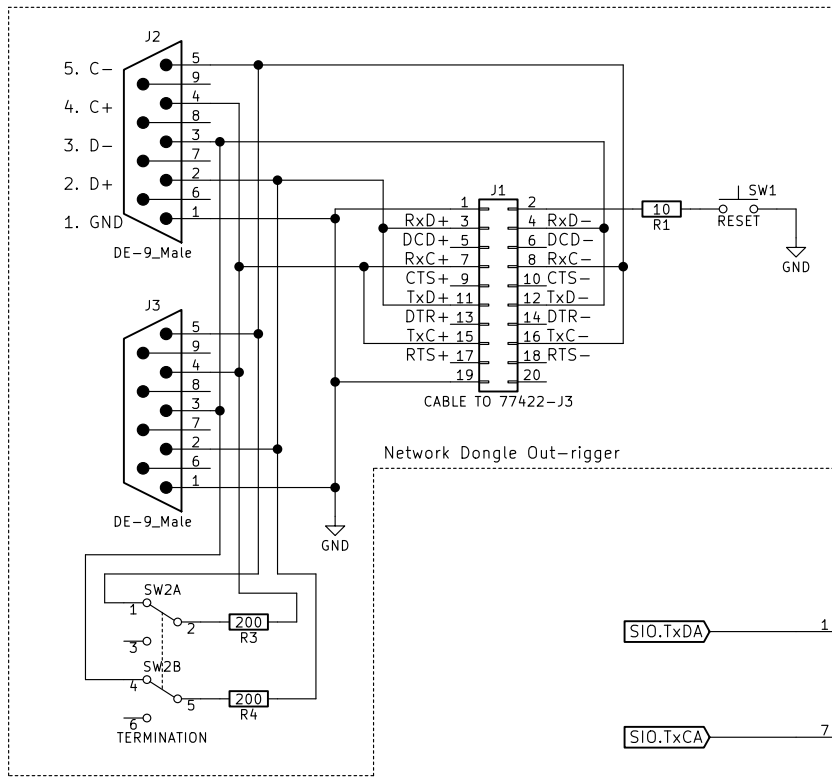 J2
5. C-
4. C+
3. D-
2. D+
1. GND
5
9
4
8
3
7
2
6
1
DE-9_Male
J3
5
9
4
8
3
7
2
6
1
DE-9_Male
J1
1 2
RxD+ 3 4 RxD-
DCD+ 5 6 DCD-
RxC+ 7 8 RxC-
CTS+ 9 10 CTS-
TxD+ 11 12 TxD-
DTR+ 13 14 DTR-
TxC+ 15 16 TxC-
RTS+ 17 18 RTS-
19 20
CABLE TO 77422-J3
10
R1
SW1
RESET
GND
Network Dongle Out-rigger
GND
SW2A
1
2
3
200
R3
SW2B
4
5
6
200
R4
TERMINATION
SIO.TxDA 1
SIO.TxCA 7